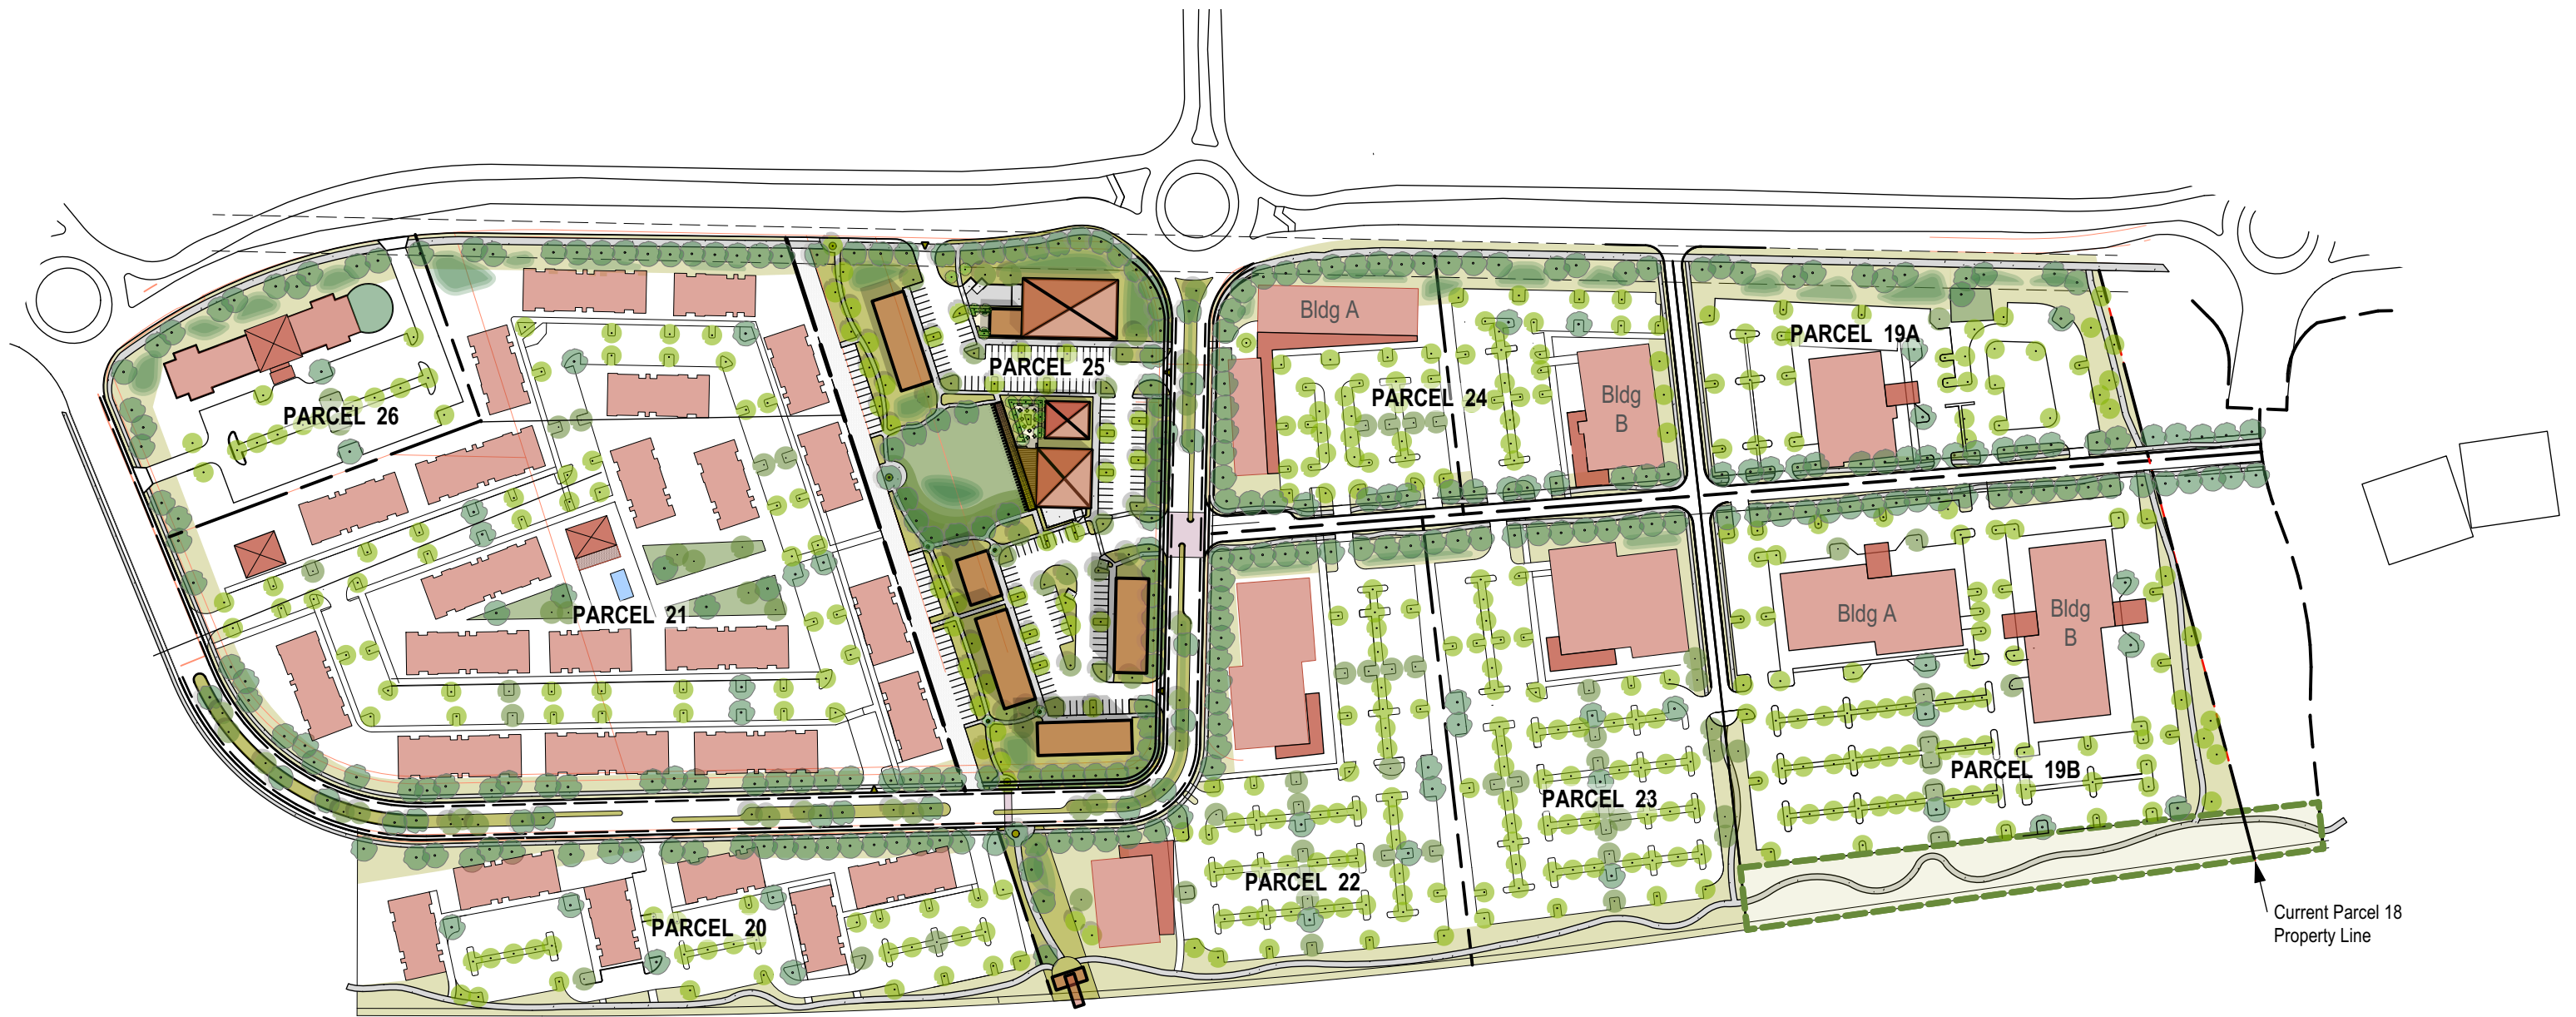 Bldg A
PARCEL 19A
PARCEL 25
PARCEL 24
Bldg
B
PARCEL 26
PARCEL 21
Bldg A
Bldg
B
PARCEL 19B
PARCEL 23
PARCEL 22
PARCEL 20
Current Parcel 18
Property Line